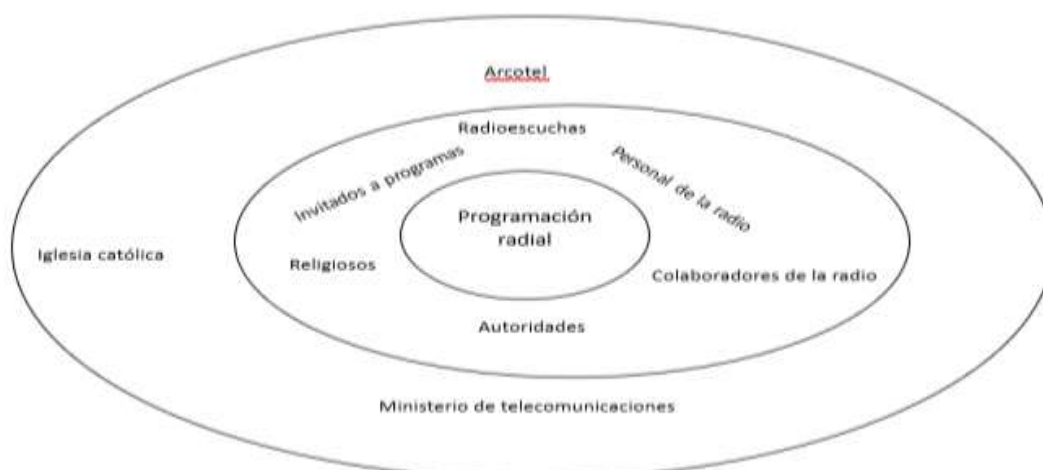 Arcotel
Radioescuchas
Invitados a programas
Personal de la radio
Programación
radial
Iglesia católica
Religiosos
Colaboradores de la radio
Autoridades
Ministerio de telecomunicaciones